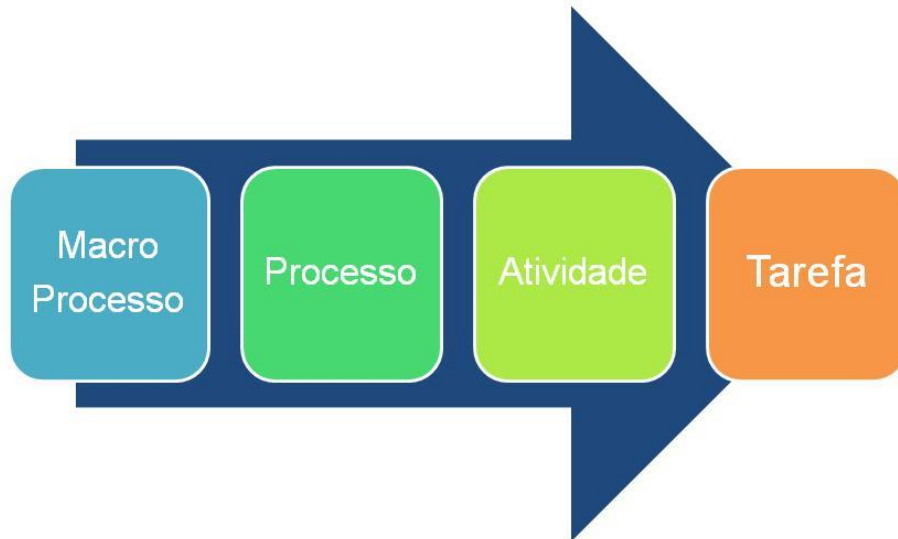 Macro
Processo
Processo
Atividade
Tarefa